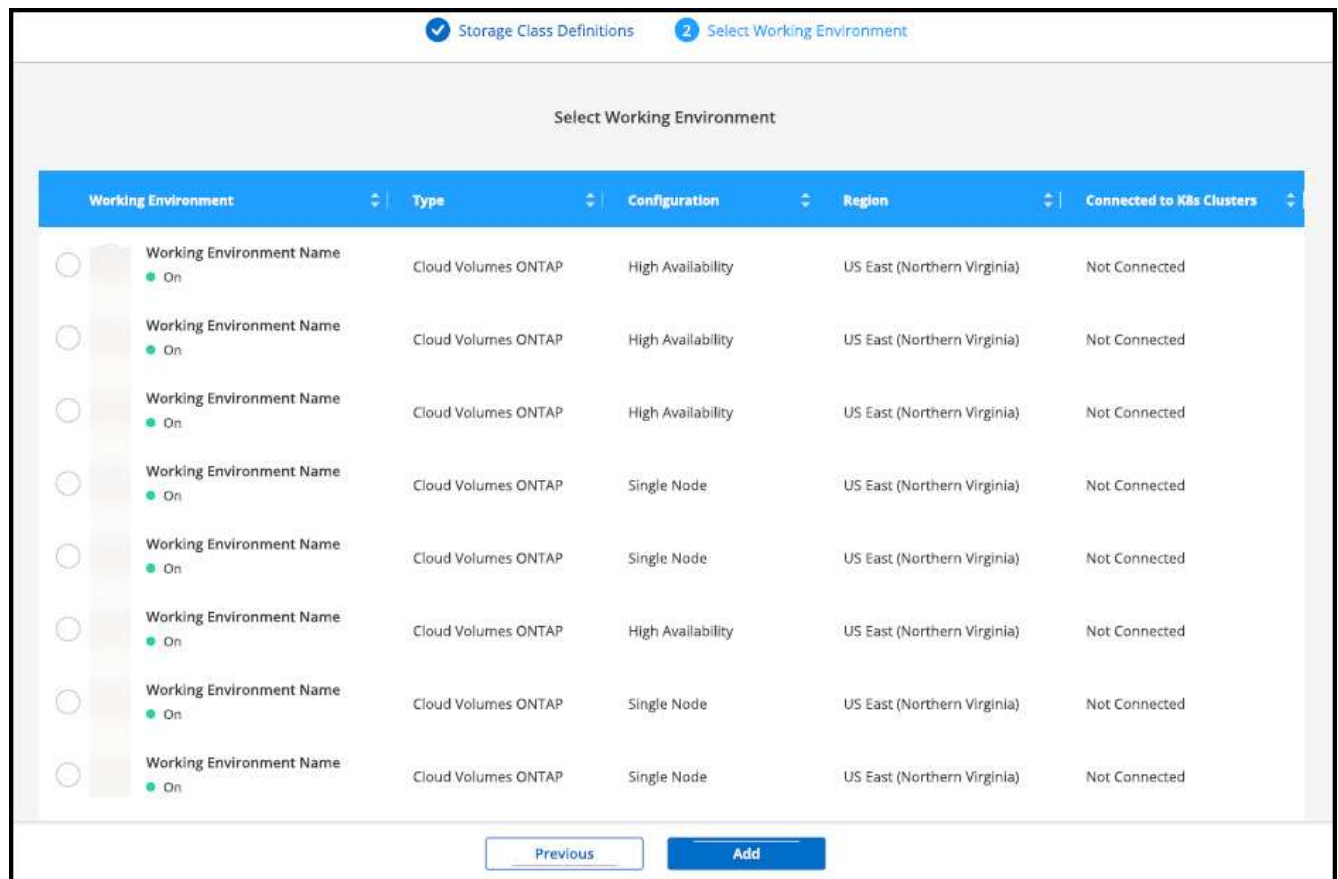 Storage Class Definitions 2 Select Working Environment
Select Working Environment
Working Environment Type Configuration Region Connected to K8s Clusters
Working Environment Name
On
Cloud Volumes ONTAP High Availability US East (Northern Virginia) Not Connected
Working Environment Name
On
Cloud Volumes ONTAP High Availability US East (Northern Virginia) Not Connected
Working Environment Name
On
Cloud Volumes ONTAP High Availability US East (Northern Virginia) Not Connected
Working Environment Name
On
Cloud Volumes ONTAP Single Node US East (Northern Virginia) Not Connected
Working Environment Name
On
Cloud Volumes ONTAP Single Node US East (Northern Virginia) Not Connected
Working Environment Name
On
Cloud Volumes ONTAP High Availability US East (Northern Virginia) Not Connected
Working Environment Name
On
Cloud Volumes ONTAP Single Node US East (Northern Virginia) Not Connected
Working Environment Name
On
Cloud Volumes ONTAP Single Node US East (Northern Virginia) Not Connected
Previous Add